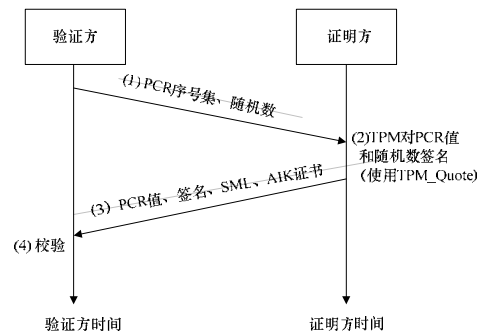 验证方
证明方
(1) PCR序号集、随机数
(2)TPM对PCR值
和随机数签名
(使用TPM_Quote)
(3) PCR值、签名、SML、AIK证书
(4) 校验
验证方时间
证明方时间